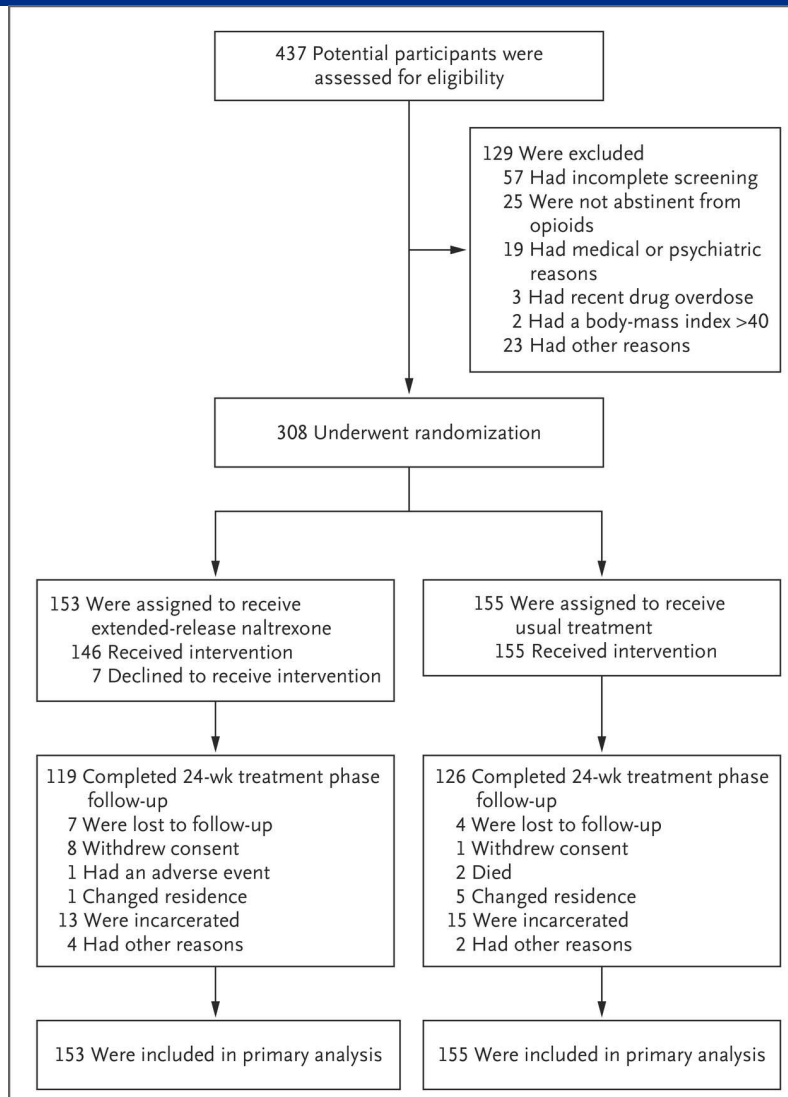 437 Potential participants were
assessed for eligibility
129 Were excluded
57 Had incomplete screening
25 Were not abstinent from
opioids
19 Had medical or psychiatric
reasons
3 Had recent drug overdose
2 Had a body-mass index >40
23 Had other reasons
308 Underwent randomization
153 Were assigned to receive
extended-release naltrexone
146 Received intervention
7 Declined to receive intervention
155 Were assigned to receive
usual treatment
155 Received intervention
119 Completed 24-wk treatment phase
follow-up
7 Were lost to follow-up
8 Withdrew consent
1 Had an adverse event
1 Changed residence
13 Were incarcerated
4 Had other reasons
126 Completed 24-wk treatment phase
follow-up
4 Were lost to follow-up
1 Withdrew consent
2 Died
5 Changed residence
15 Were incarcerated
2 Had other reasons
153 Were included in primary analysis
155 Were included in primary analysis